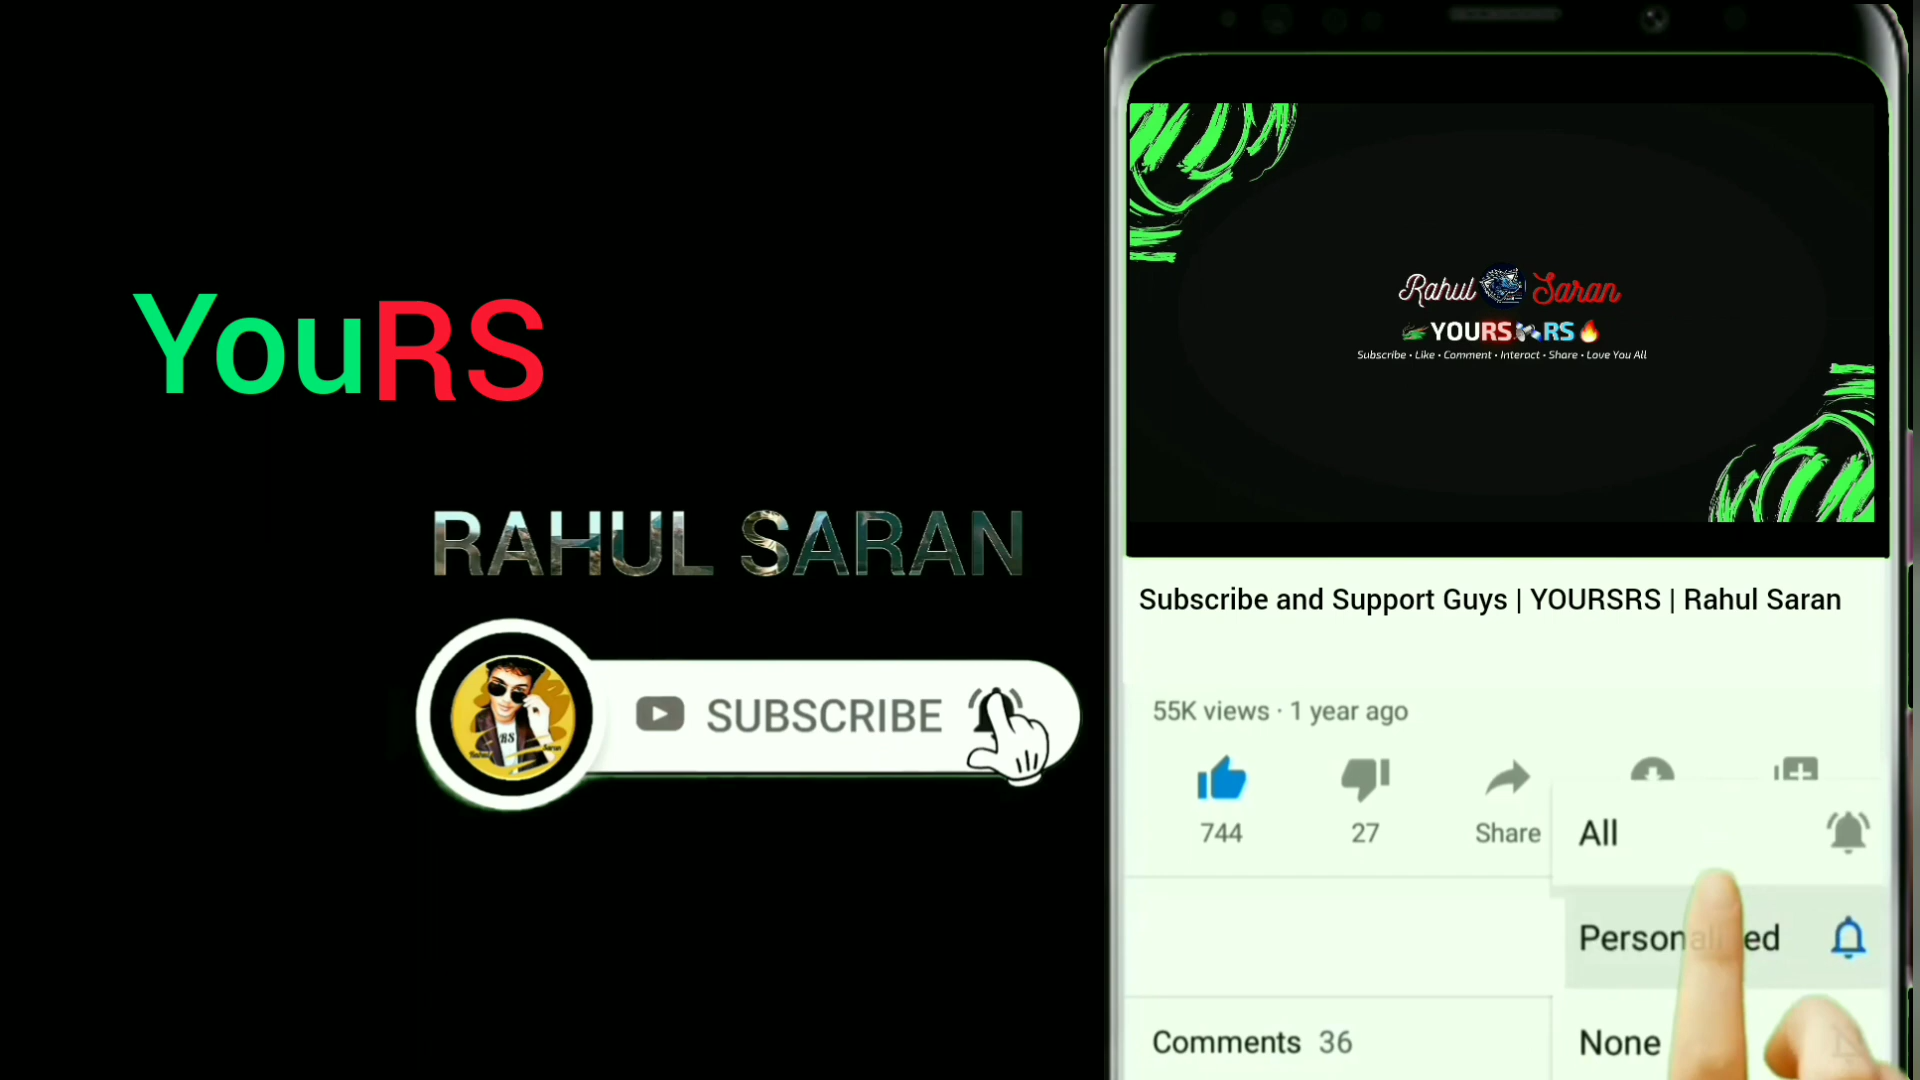 YouRS
RAHUL SARAN
SUBSCRIBE
RS
Rahul Saran
YOURS RS
Subscribe • Like • Comment • Interact • Share • Love You All
Subscribe and Support Guys | YOURSRS | Rahul Saran
55K views · 1 year ago
744
27
Share
All
Personalized
None
Comments 36